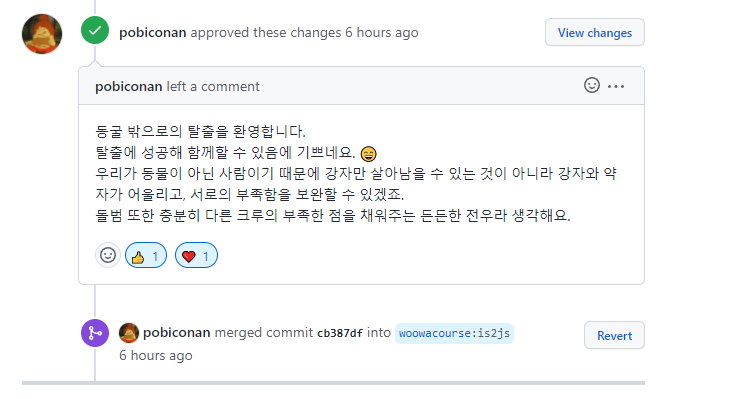 pobiconan approved these changes 6 hours ago
View changes
pobiconan left a comment
동굴 밖으로의 탈출을 환영합니다.
탈출에 성공해 함께할 수 있음에 기쁘네요. 😄
우리가 동물이 아닌 사람이기 때문에 강자만 살아남을 수 있는 것이 아니라 강자와 약
자가 어울리고, 서로의 부족함을 보완할 수 있겠죠.
돌범 또한 충분히 다른 크루의 부족한 점을 채워주는 든든한 전우라 생각해요.
👍 1
❤️ 1
pobiconan merged commit cb387df into woowacourse:is2js
6 hours ago
Revert